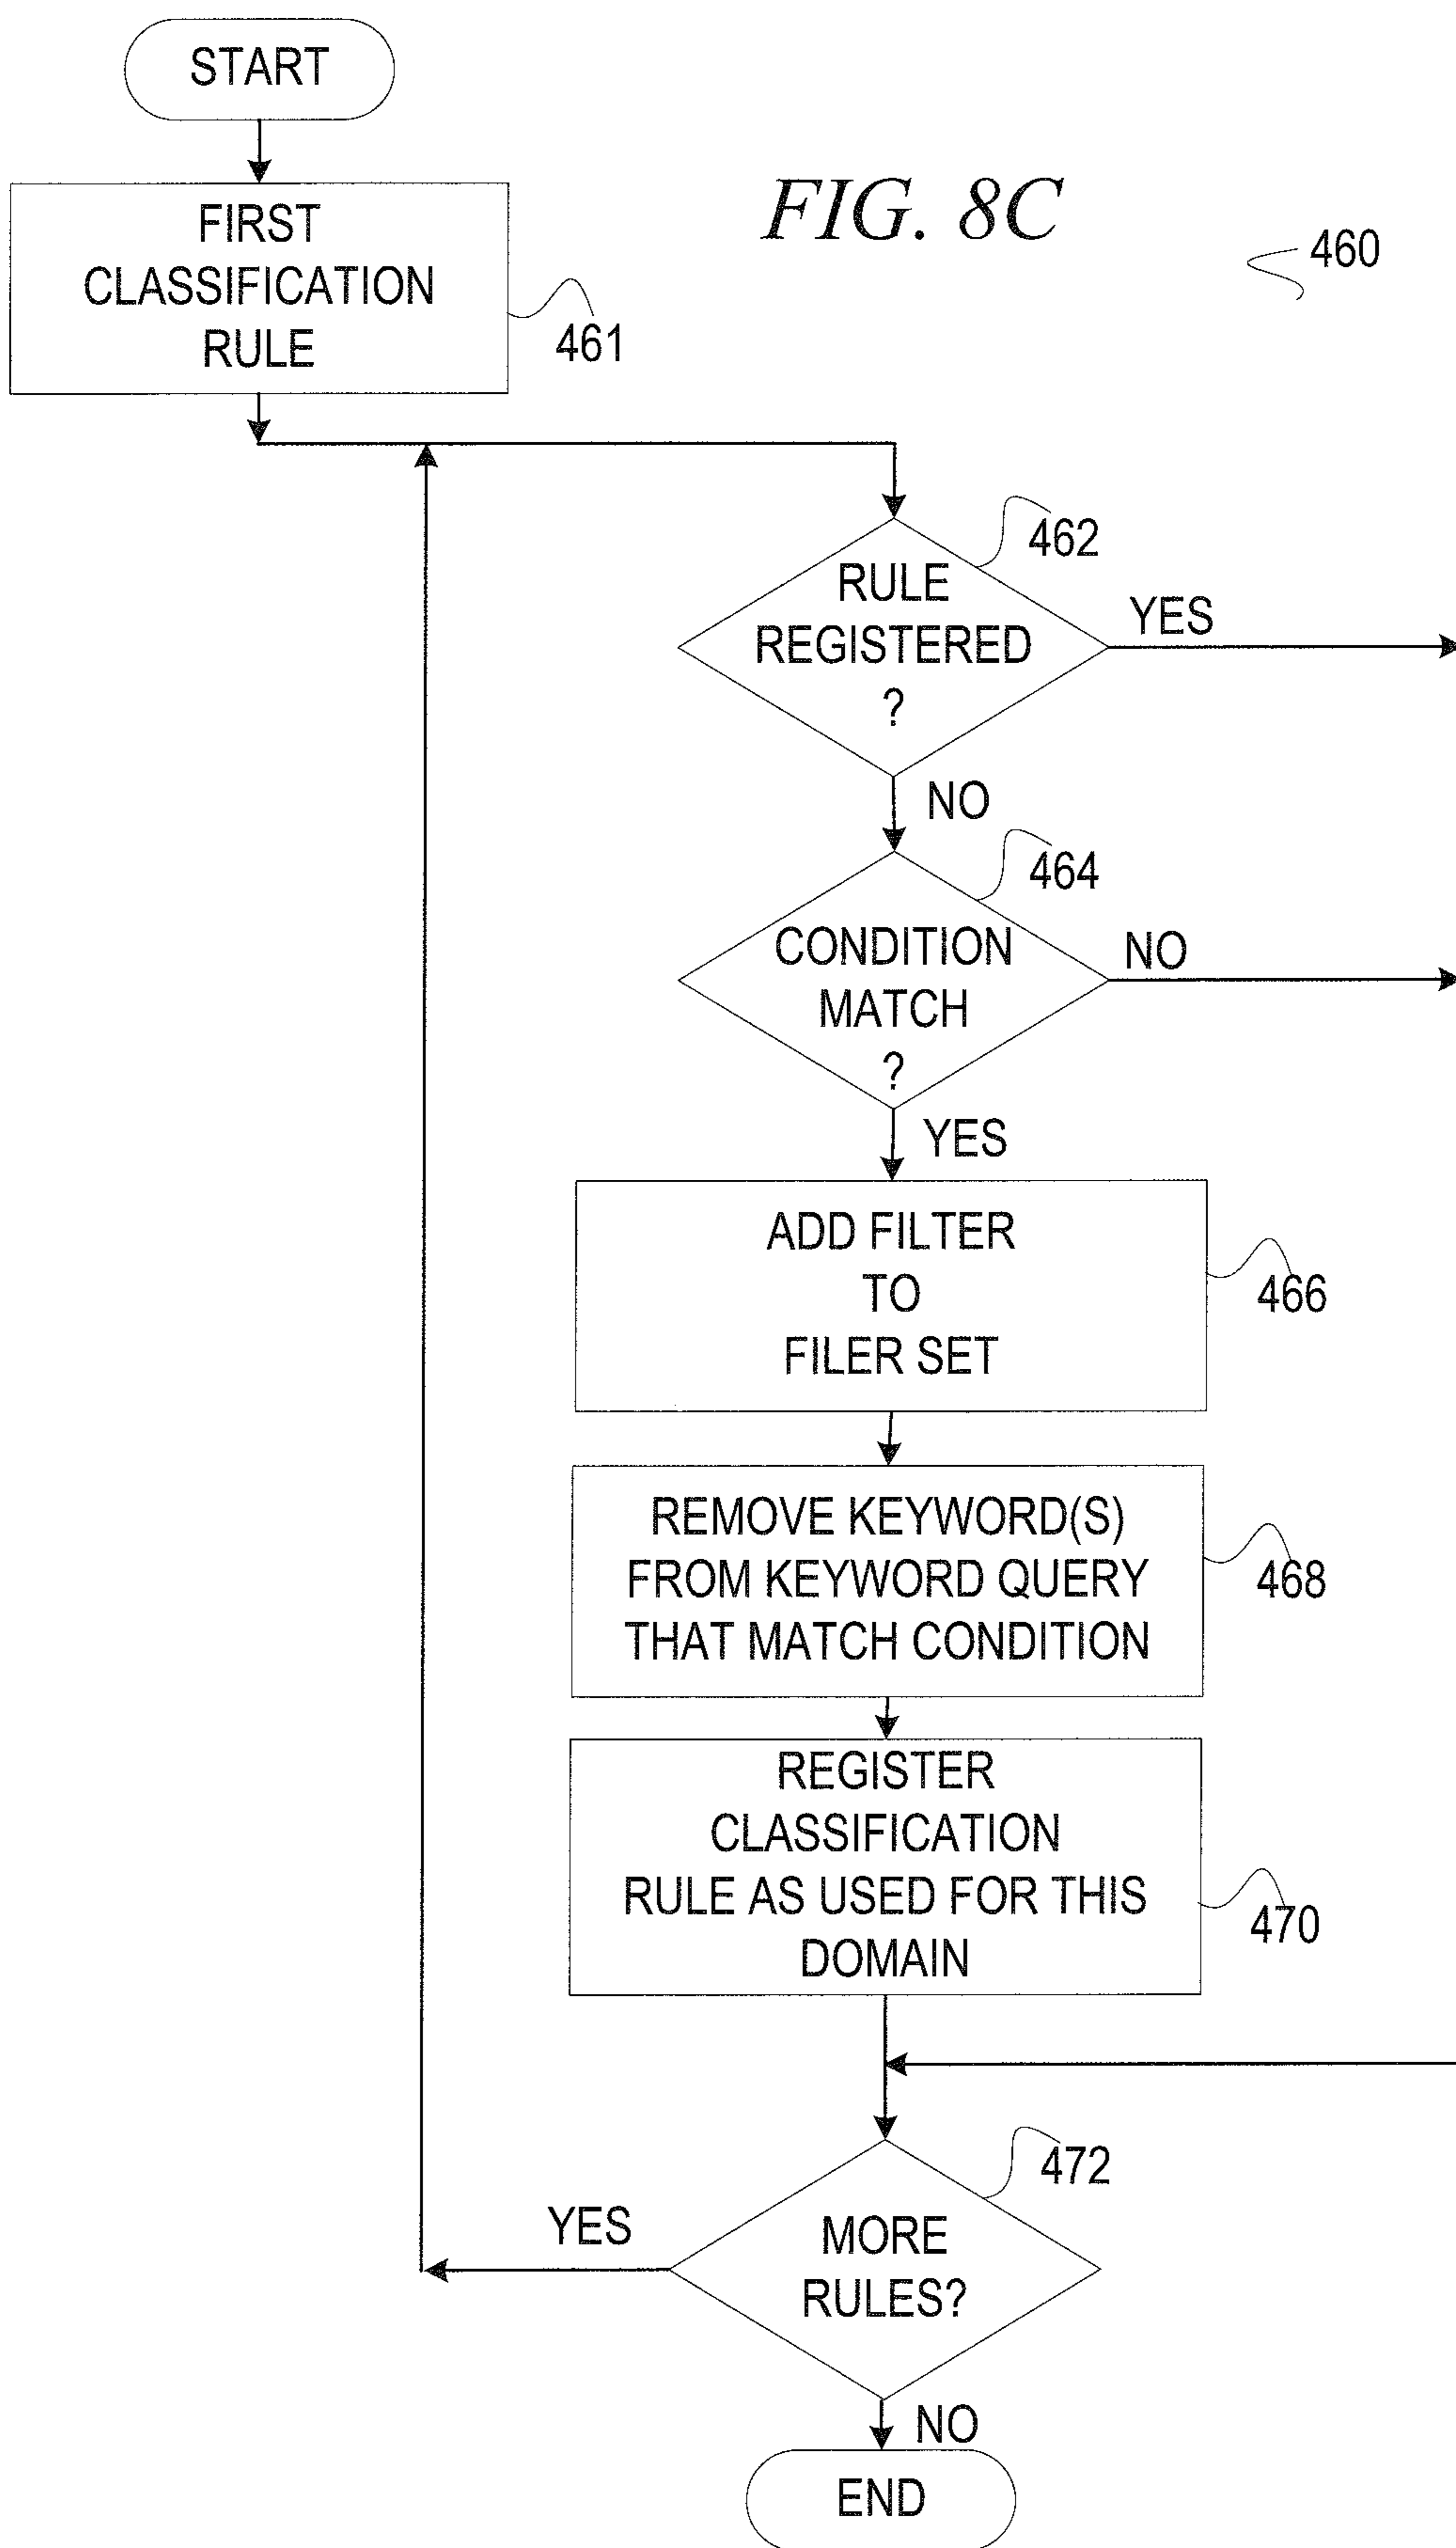 START
FIG. 8C
460
FIRST
CLASSIFICATION
RULE
461
462
RULE
REGISTERED
?
YES
NO
464
CONDITION
MATCH
?
NO
YES
ADD FILTER
TO
FILER SET
466
REMOVE KEYWORD(S)
FROM KEYWORD QUERY
THAT MATCH CONDITION
468
REGISTER
CLASSIFICATION
RULE AS USED FOR THIS
DOMAIN
470
472
YES
MORE
RULES?
NO
END